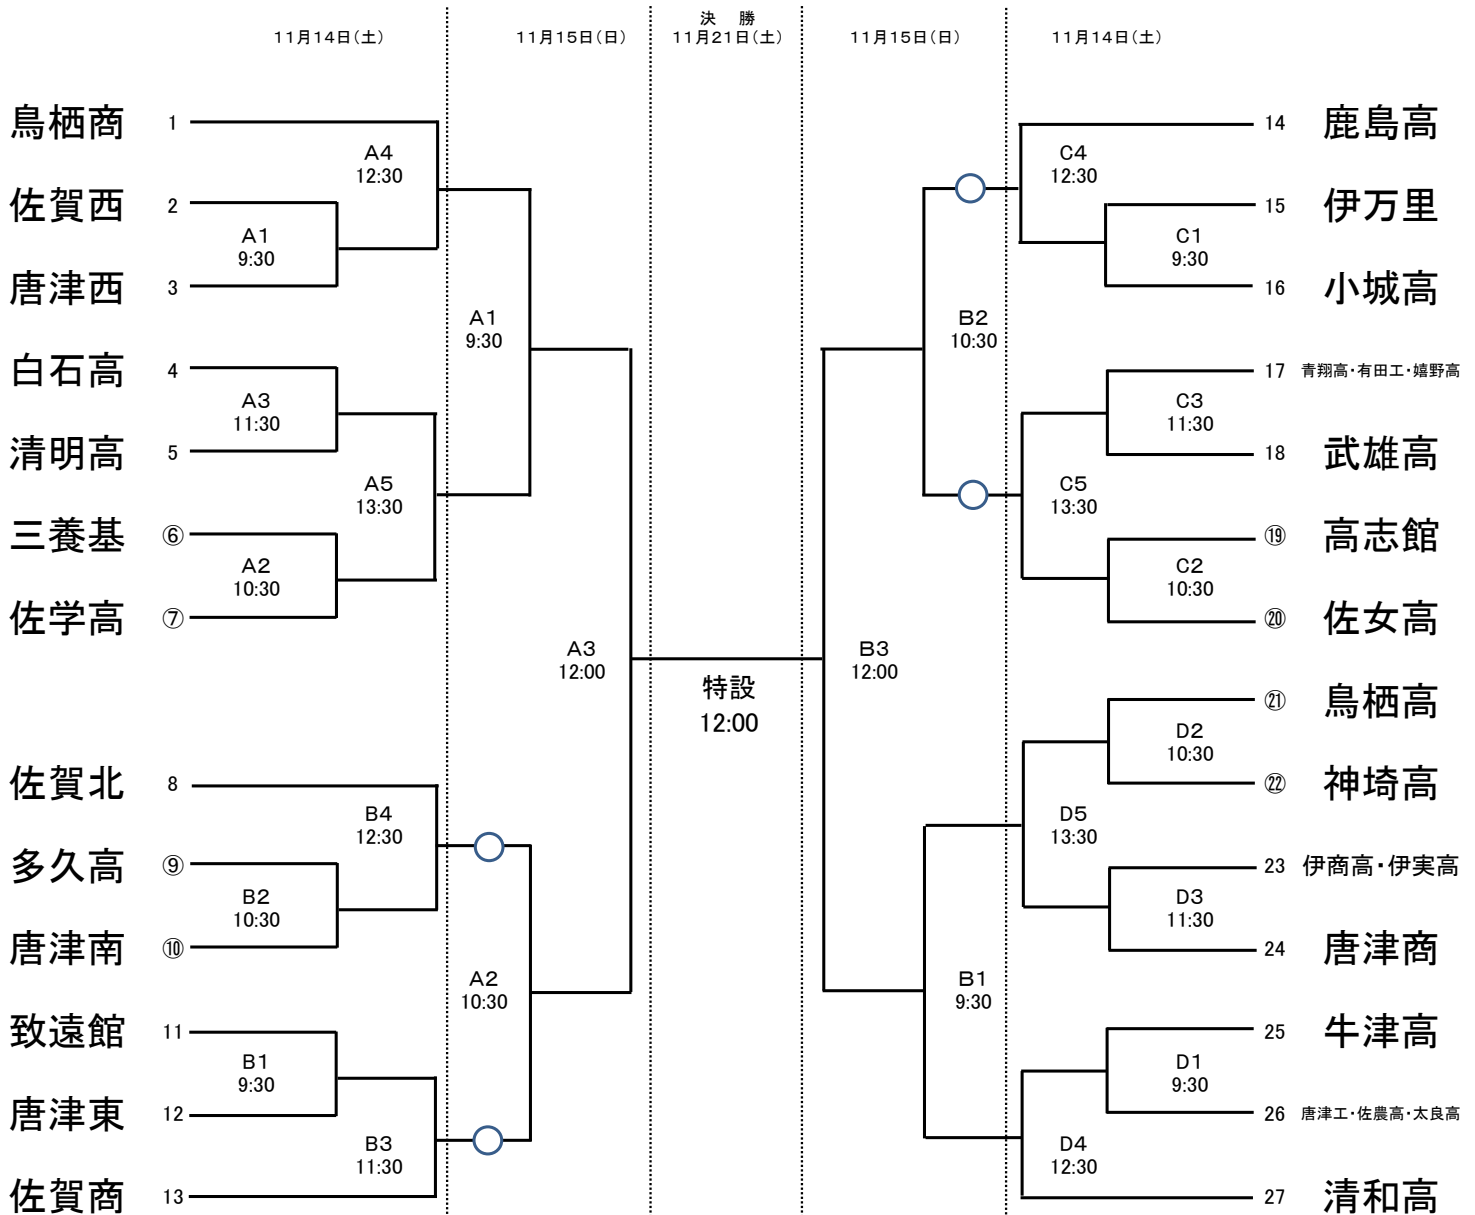 決　勝
11月14日(土)
11月15日(日)
11月21日(土)
11月15日(日)
11月14日(土)
鳥栖商 1
A4
12:30
佐賀西 2
A1
9:30
唐津西 3
A1
9:30
白石高 4
A3
11:30
清明高 5
A5
13:30
三養基 ⑥
A2
10:30
佐学高 ⑦
A3
12:00
佐賀北 8
B4
12:30
多久高 ⑨
B2
10:30
唐津南 ⑩
A2
10:30
致遠館 11
B1
9:30
唐津東 12
B3
11:30
佐賀商 13
特設
12:00
14 鹿島高
C4
12:30
15 伊万里
C1
9:30
16 小城高
B2
10:30
17 青翔高・有田工・嬉野高
C3
11:30
18 武雄高
C5
13:30
⑲ 高志館
C2
10:30
⑳ 佐女高
B3
12:00
㉑ 鳥栖高
D2
10:30
㉒ 神埼高
D5
13:30
23 伊商高・伊実高
D3
11:30
24 唐津商
B1
9:30
25 牛津高
D1
9:30
26 唐津工・佐農高・太良高
D4
12:30
27 清和高